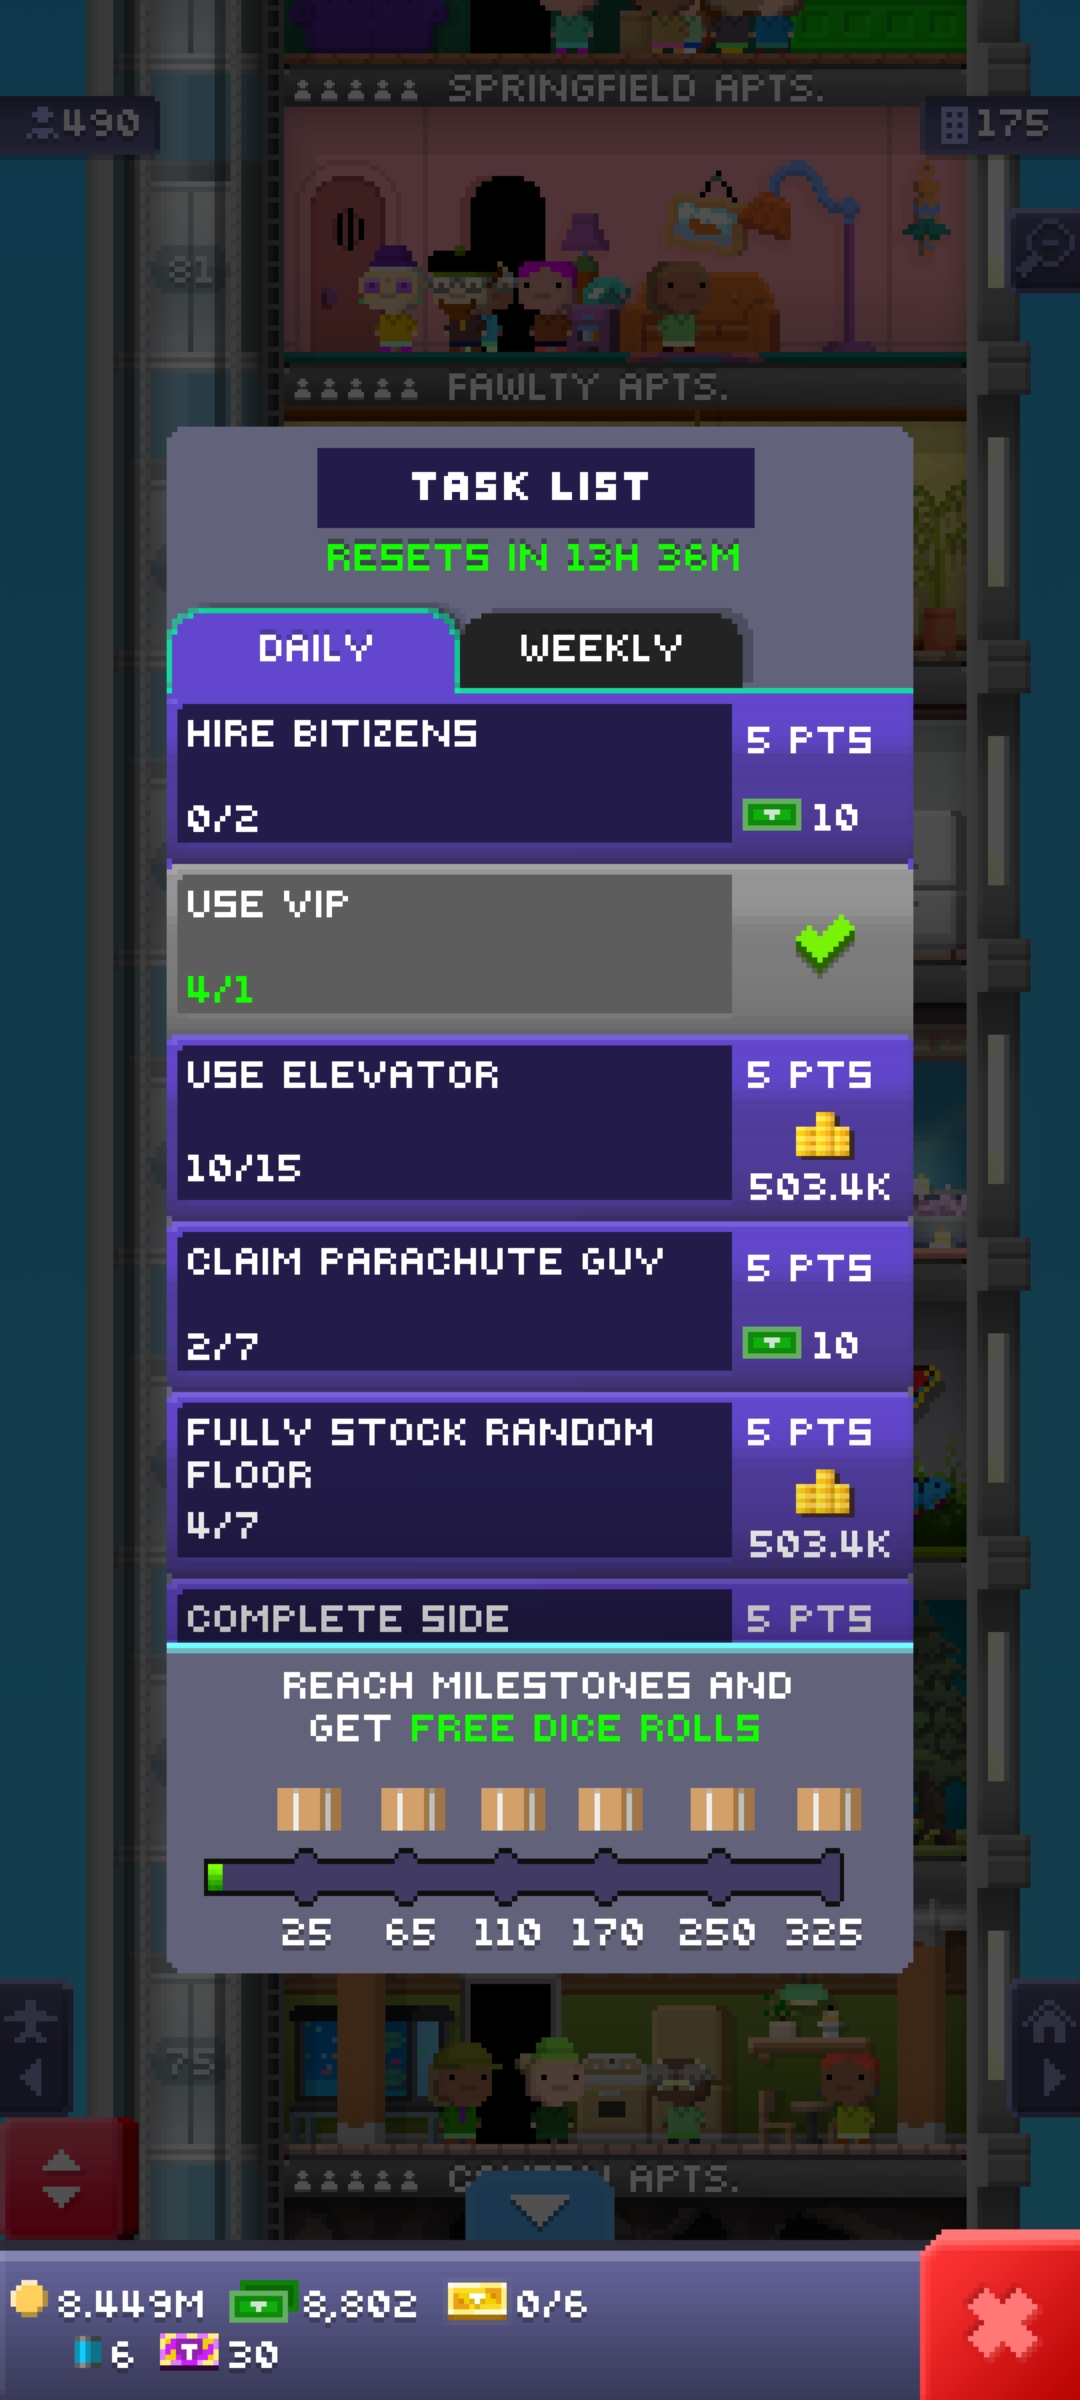 SPRINGFIELD APTS.
490
175
81
FAWLTY APTS.
TASK LIST
RESETS IN 13H 36M
DAILY
WEEKLY
HIRE BITIZENS
5 PTS
0/2
10
USE VIP
4/1
USE ELEVATOR
5 PTS
10/15
503.4K
CLAIM PARACHUTE GUY
5 PTS
2/7
10
FULLY STOCK RANDOM
FLOOR
5 PTS
4/7
503.4K
COMPLETE SIDE
5 PTS
REACH MILESTONES AND
GET FREE DICE ROLLS
25 65 110 170 250 325
75
APTS.
8.449M 8,802 0/6
6 30